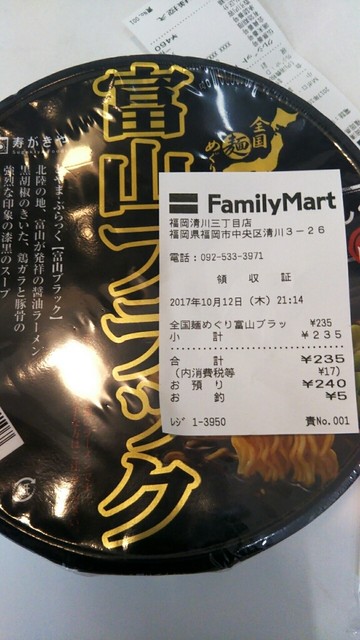 富山ブラック
全国
麺
めぐり
寿がきや
とやまぶらっく【富山ブラック】
北陸の地、富山が発祥の醤油ラーメン
黒胡椒のきいた、鶏ガラと豚骨の
強烈な印象の漆黒のスープ
FamilyMart
福岡清川三丁目店
福岡県福岡市中央区清川3-26
電話:092-533-3971
領 収 証
2017年10月12日(木) 21:14
全国麺めぐり富山ブラッ ¥235
小 計 ¥235
合 計 ¥235
(内消費税等 ¥17)
お 預 り ¥240
お 釣 ¥5
レジ 1-3950 責No.001
¥460